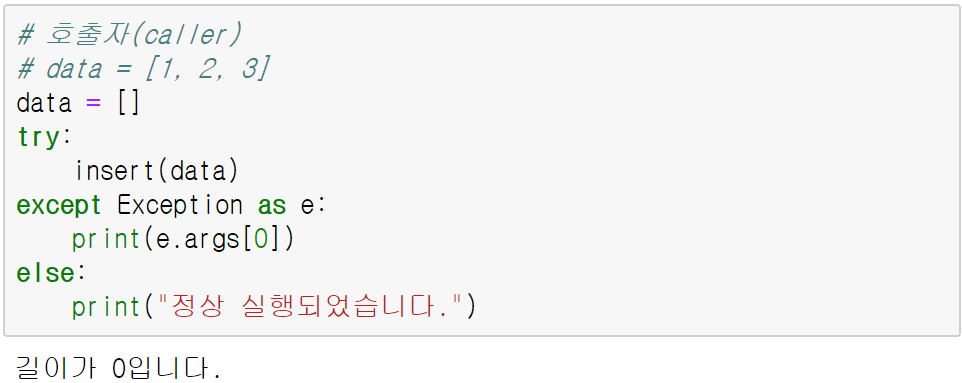 # 호출자(caller)
# data = [1, 2, 3]
data = []
try:
    insert(data)
except Exception as e:
    print(e.args[0])
else:
    print("정상 실행되었습니다.")
길이가 0입니다.